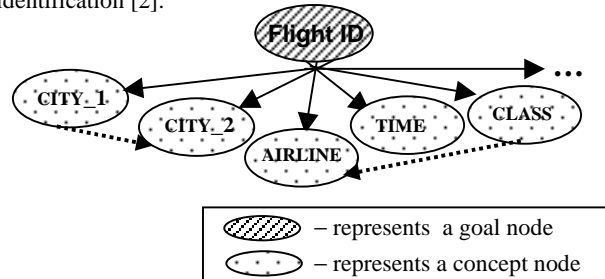 identification [2].
Flight ID
...
CITY_1
CITY_2
TIME
CLASS
AIRLINE
– represents a goal node
– represents a concept node